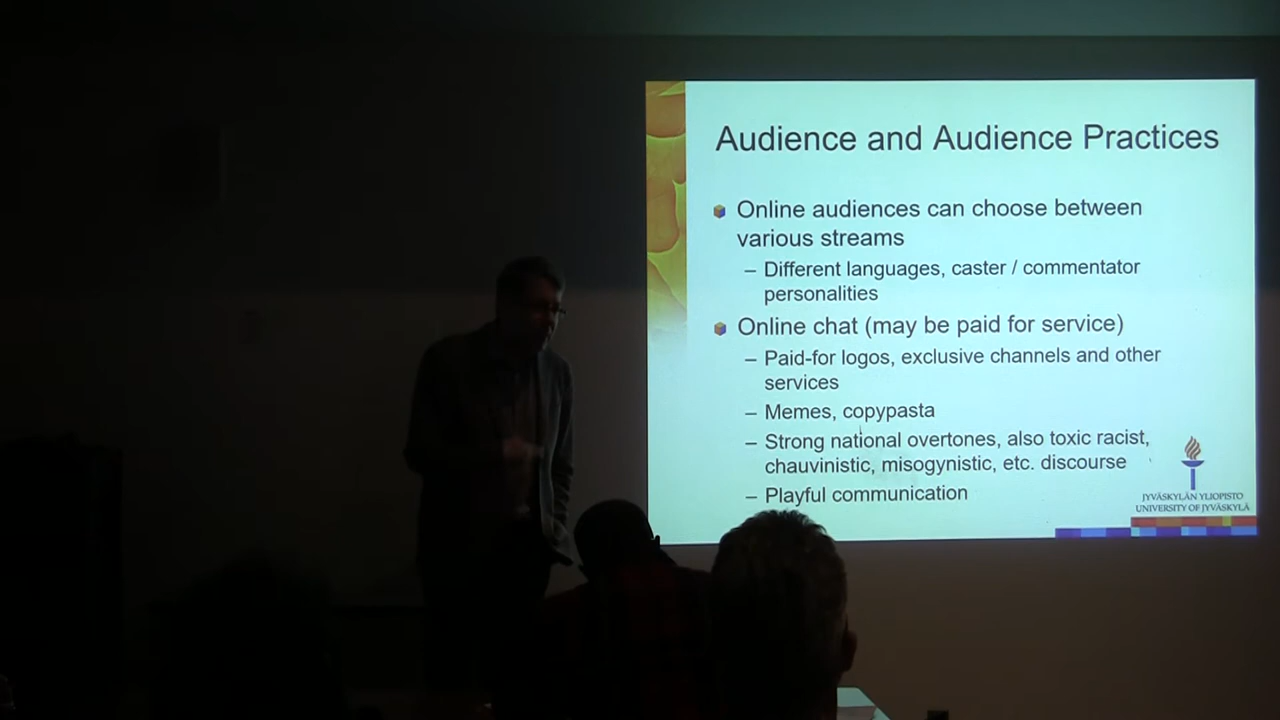 Audience and Audience Practices
Online audiences can choose between
various streams
– Different languages, caster / commentator
personalities
Online chat (may be paid for service)
– Paid-for logos, exclusive channels and other
services
– Memes, copypasta
– Strong national overtones, also toxic racist,
chauvinistic, misogynistic, etc. discourse
– Playful communication
JYVÄSKYLÄN YLIOPISTO
UNIVERSITY OF JYVÄSKYLÄ